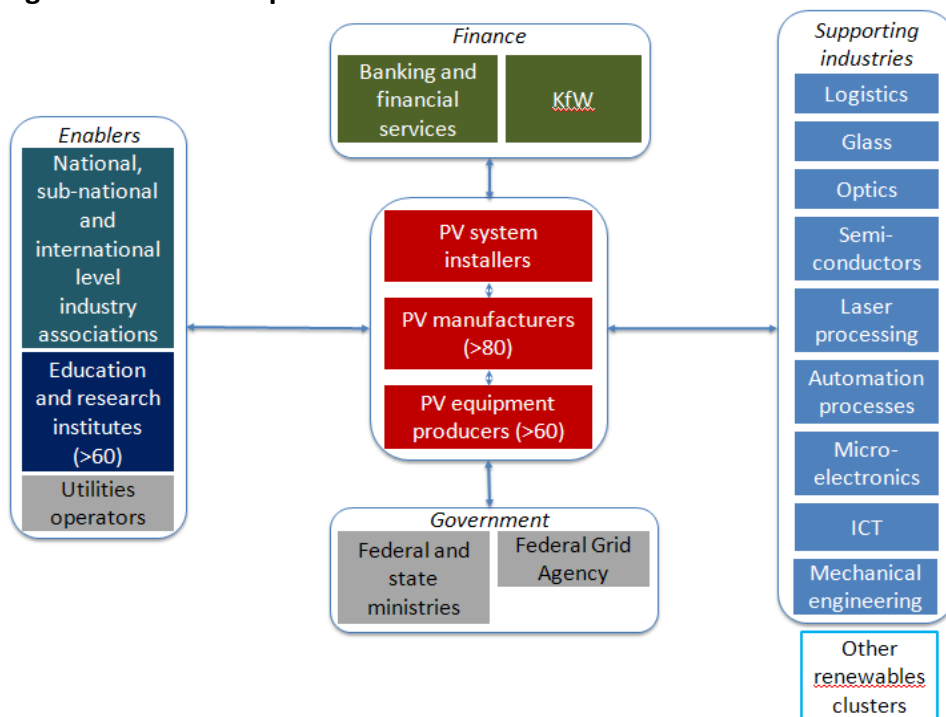 Finance
Banking and
financial
services
KfW
Enablers
National,
sub-national
and
international
level
industry
associations
Education
and research
institutes
(>60)
Utilities
operators
PV system
installers
PV manufacturers
(>80)
PV equipment
producers (>60)
Government
Federal and
state
ministries
Federal Grid
Agency
Supporting
industries
Logistics
Glass
Optics
Semi-
conductors
Laser
processing
Automation
processes
Micro-
electronics
ICT
Mechanical
engineering
Other
renewables
clusters